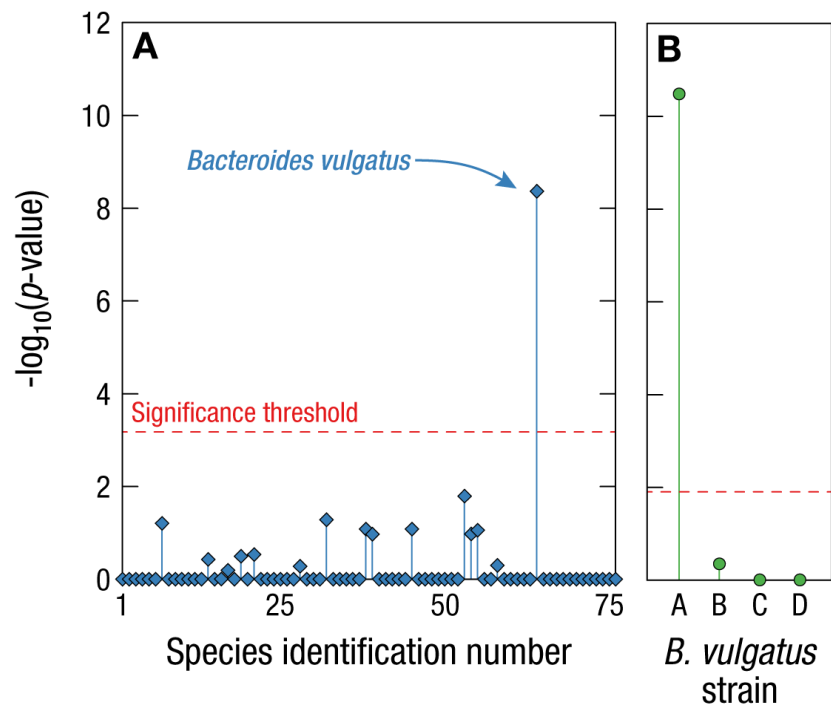 A
B
12
10
8
6
4
2
0
-log10(p-value)
Bacteroides vulgatus
Significance threshold
1
25
50
75
Species identification number
A B C D
B. vulgatus
strain